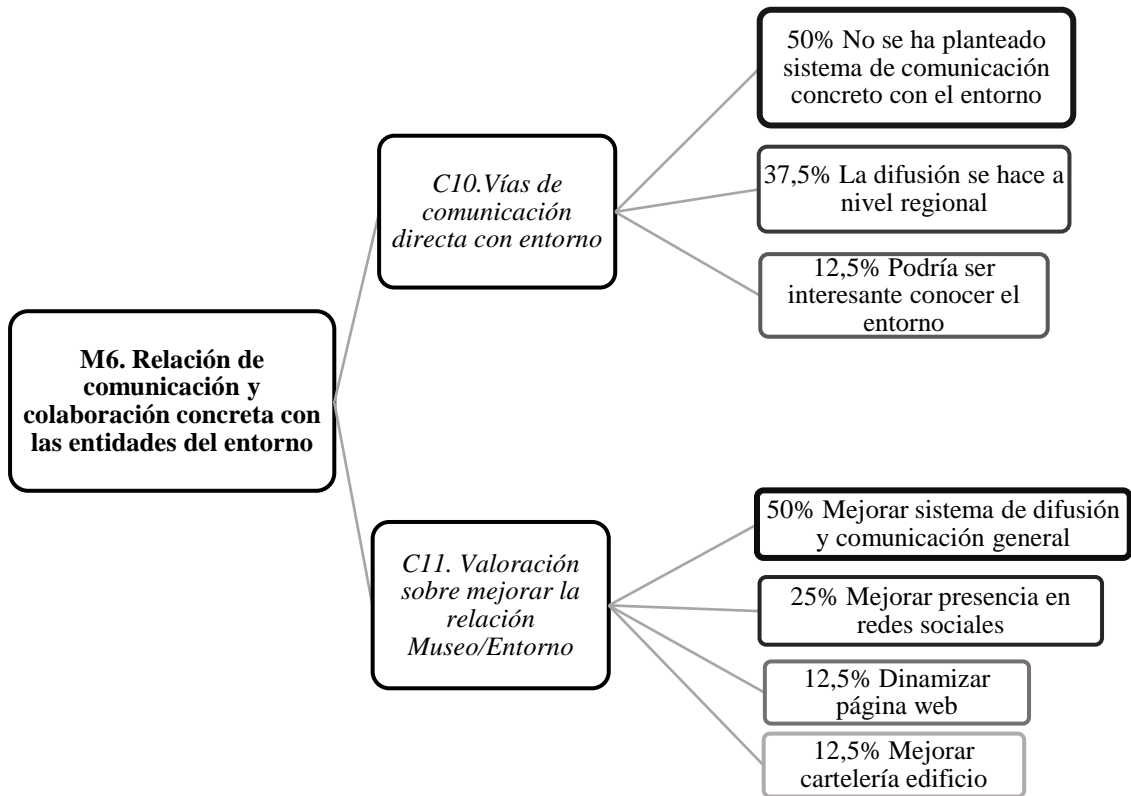 M6. Relación de
comunicación y
colaboración concreta con
las entidades del entorno
C10.Vías de
comunicación
directa con entorno
50% No se ha planteado
sistema de comunicación
concreto con el entorno
37,5% La difusión se hace a
nivel regional
12,5% Podría ser
interesante conocer el
entorno
C11. Valoración
sobre mejorar la
relación
Museo/Entorno
50% Mejorar sistema de difusión
y comunicación general
25% Mejorar presencia en
redes sociales
12,5% Dinamizar
página web
12,5% Mejorar
cartelería edificio